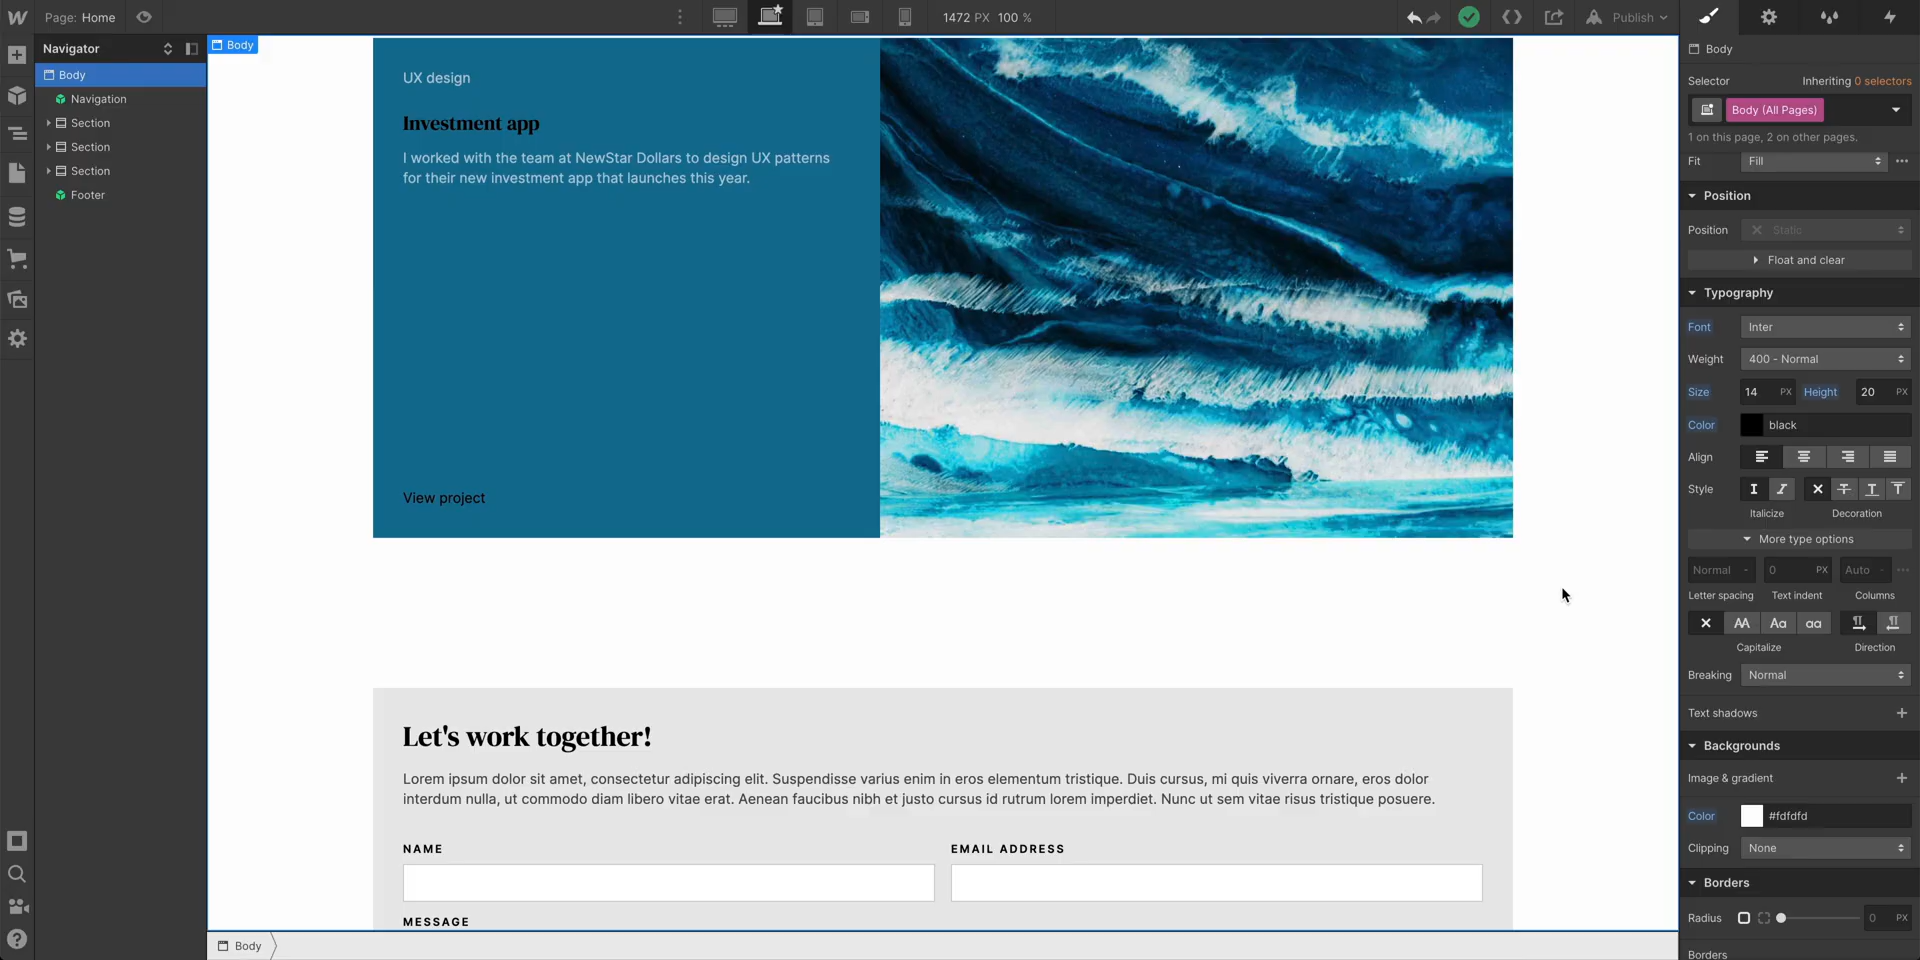 Page: Home
1472 PX 100 %
Publish
Navigator
Body
Navigation
Section
Section
Section
Footer
Body
UX design
Investment app
I worked with the team at NewStar Dollars to design UX patterns
for their new investment app that launches this year.
View project
Let's work together!
Lorem ipsum dolor sit amet, consectetur adipiscing elit. Suspendisse varius enim in eros elementum tristique. Duis cursus, mi quis viverra ornare, eros dolor
interdum nulla, ut commodo diam libero vitae erat. Aenean faucibus nibh et justo cursus id rutrum lorem imperdiet. Nunc ut sem vitae risus tristique posuere.
NAME EMAIL ADDRESS
MESSAGE
Body
Body
Selector Inheriting 0 selectors
Body (All Pages)
1 on this page, 2 on other pages.
Fit Fill
Position
Position Static
Float and clear
Typography
Font Inter
Weight 400 - Normal
Size 14 PX Height 20 PX
Color black
Align
Style
Italicize Decoration
More type options
Normal - 0 PX Auto -
Letter spacing Text indent Columns
AA Aa aa
Capitalize Direction
Breaking Normal
Text shadows
Backgrounds
Image & gradient
Color #fdfdfd
Clipping None
Borders
Radius 0 PX
Borders